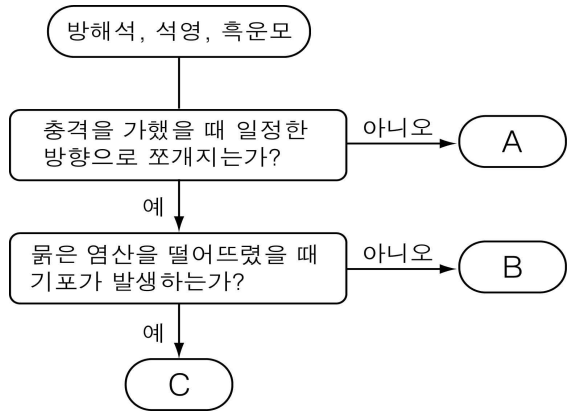 방해석, 석영, 흑운모
충격을 가했을 때 일정한
방향으로 쪼개지는가?
아니오
A
예
묽은 염산을 떨어뜨렸을 때
기포가 발생하는가?
아니오
B
예
C